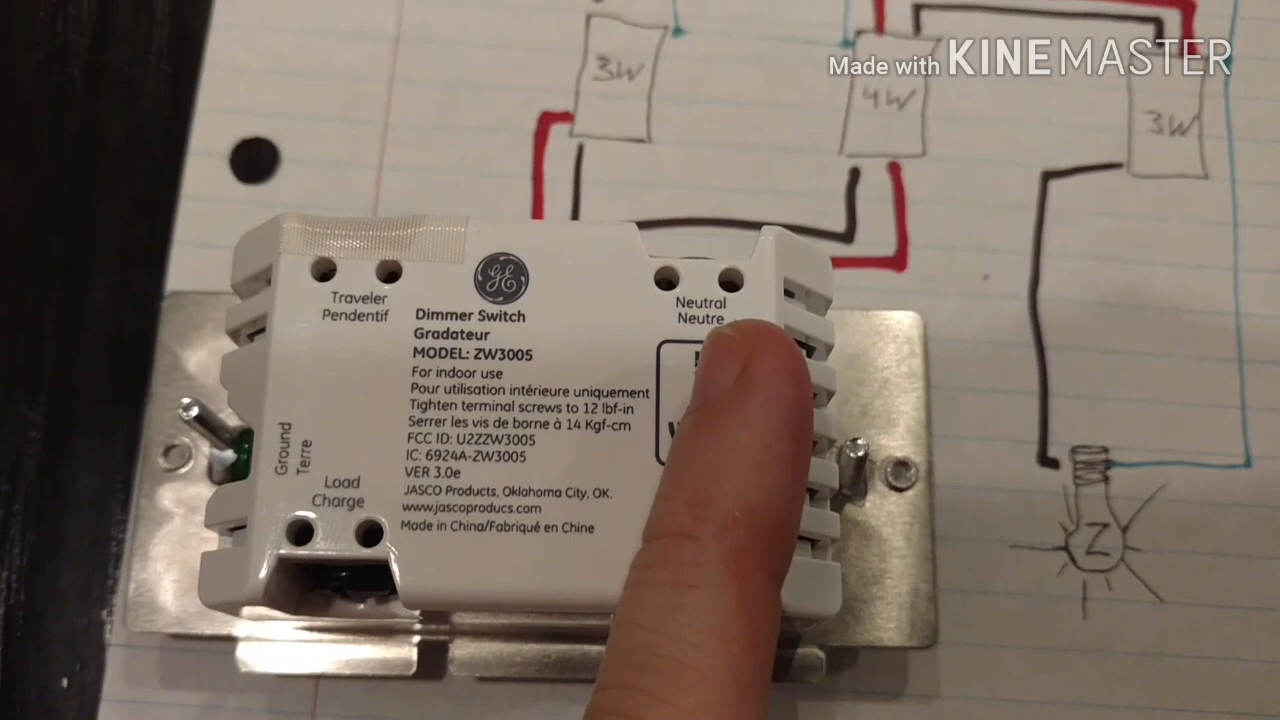 Made with KINEMASTER
3W
4W
3W
GE
Traveler
Pendentif
Neutral
Neutre
Dimmer Switch
Gradateur
MODEL: ZW3005
For indoor use
Pour utilisation intérieure uniquement
Tighten terminal screws to 12 lbf-in
Serrer les vis de borne à 14 Kgf-cm
FCC ID: U2ZZW3005
IC: 6924A-ZW3005
VER 3.0e
JASCO Products, Oklahoma City, OK.
www.jascoproducs.com
Made in China/Fabriqué en Chine
Ground
Terre
Load
Charge
Z